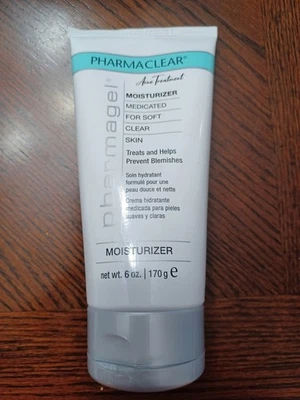 PHARMACLEAR®
Acne Treatment
pharmagel®
MOISTURIZER
MEDICATED
FOR SOFT
CLEAR
SKIN
Treats and Helps
Prevent Blemishes
Soin hydratant
formulé pour une
peau douce et nette
Crema hidratante
medicada para pieles
suaves y claras
MOISTURIZER
net wt. 6 oz. | 170 g e